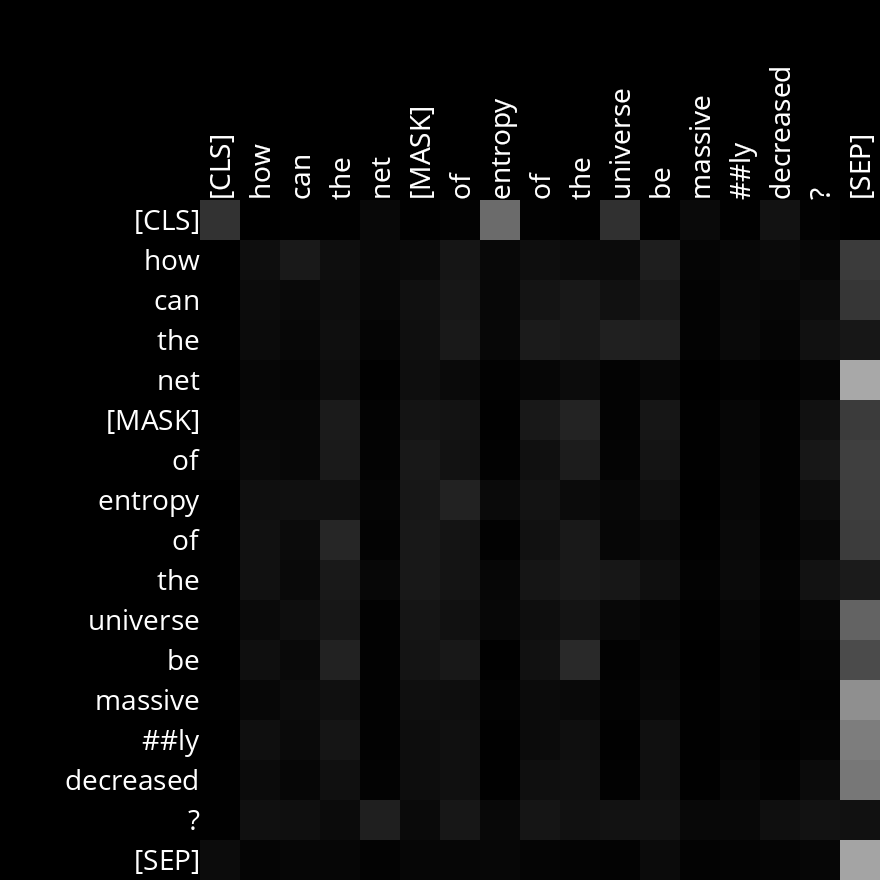 [CLS]
how
can
the
net
[MASK]
of
entropy
of
the
universe
be
massive
##ly
decreased
?
[SEP]
[CLS]
how
can
the
net
[MASK]
of
entropy
of
the
universe
be
massive
##ly
decreased
?
[SEP]